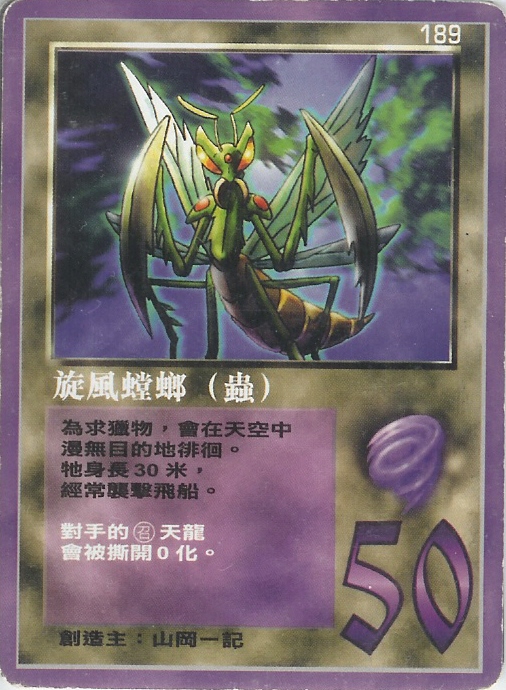 189
旋風螳螂（蟲）
為求獵物，會在天空中
漫無目的地徘徊。
牠身長30米，
經常襲擊飛船。
對手的㊂天龍
會被撕開0化。
50
創造主：山岡一記